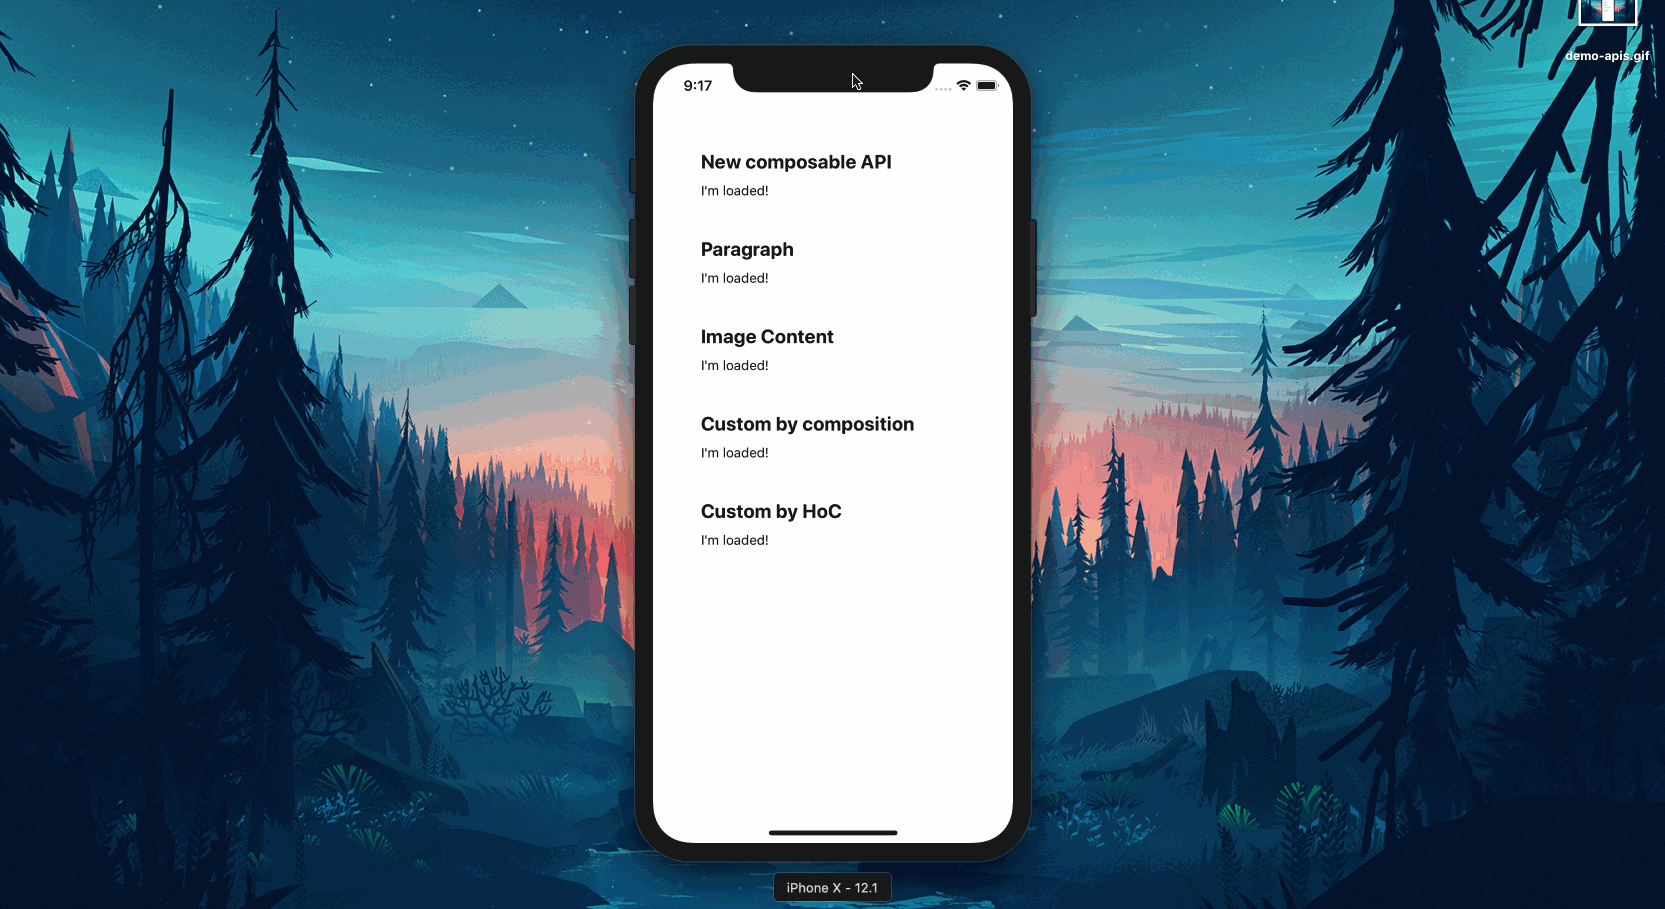 demo-apis.gif
9:17
New composable API
I'm loaded!
Paragraph
I'm loaded!
Image Content
I'm loaded!
Custom by composition
I'm loaded!
Custom by HoC
I'm loaded!
iPhone X - 12.1